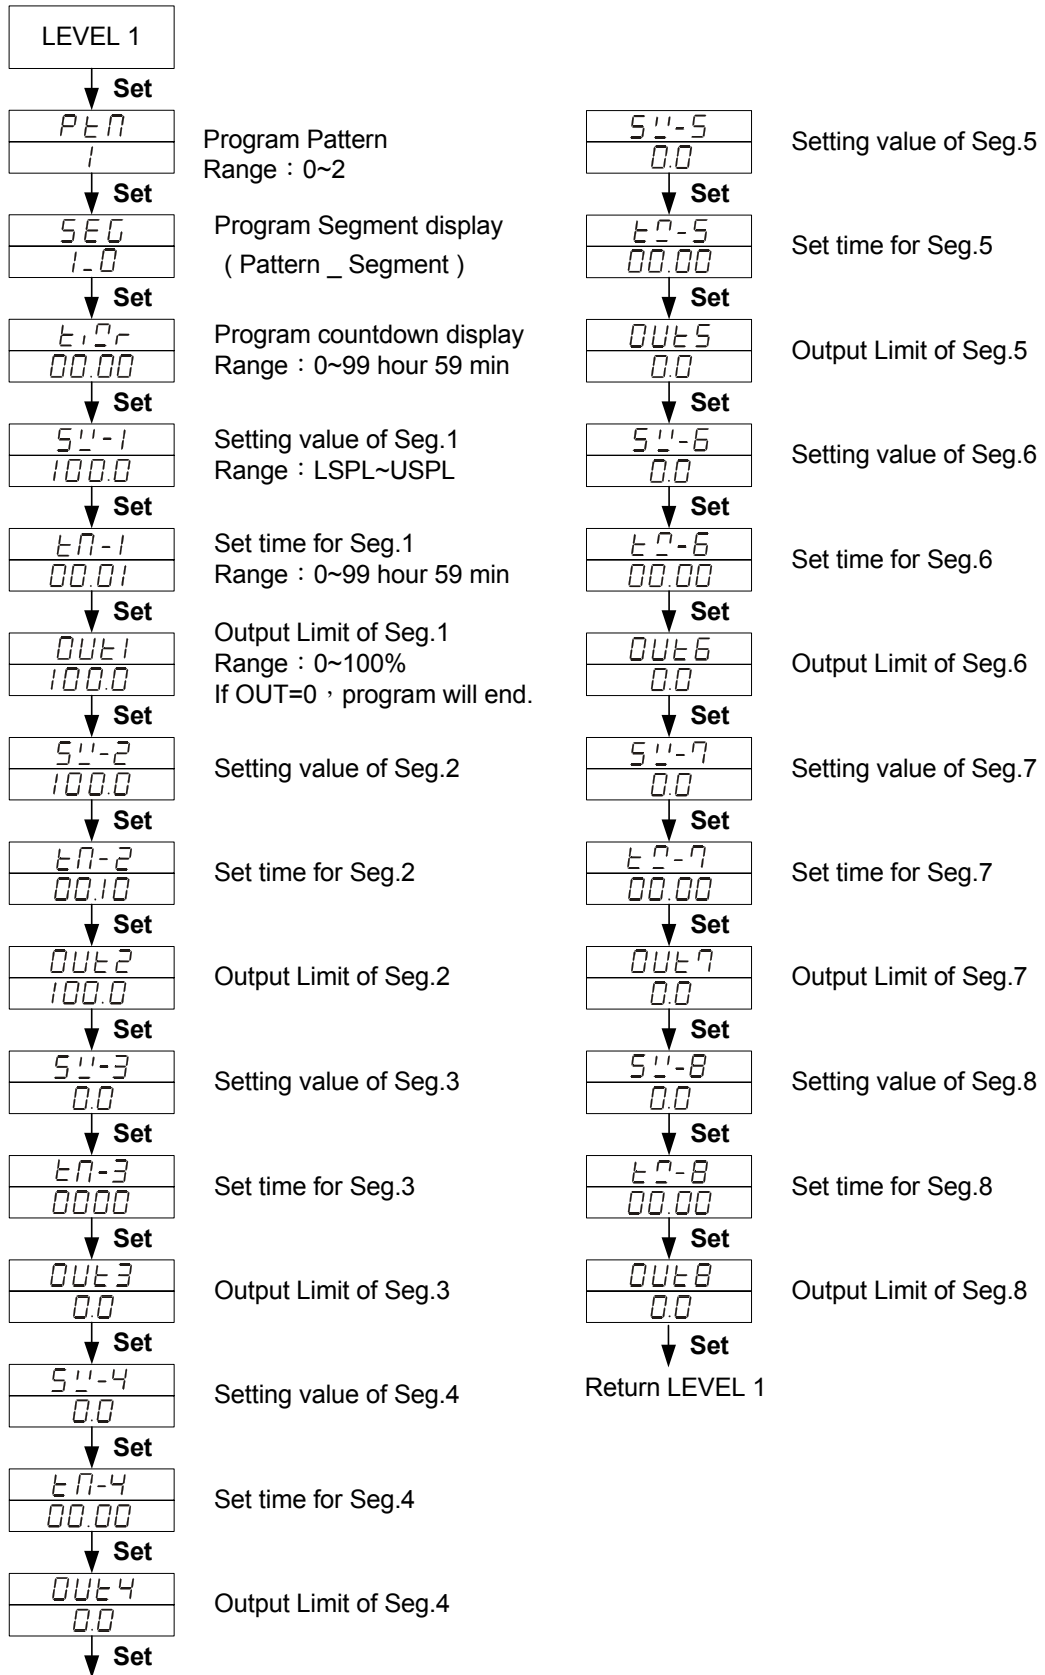 LEVEL 1
Set
PtM
1
Program Pattern
Range：0~2
Set
SEG
1_0
Program Segment display
( Pattern _ Segment )
Set
timr
00.00
Program countdown display
Range：0~99 hour 59 min
Set
SV-1
100.0
Setting value of Seg.1
Range：LSPL~USPL
Set
tM-1
00.01
Set time for Seg.1
Range：0~99 hour 59 min
Set
OUt1
100.0
Output Limit of Seg.1
Range：0~100%
If OUT=0，program will end.
Set
SV-2
100.0
Setting value of Seg.2
Set
tM-2
00.10
Set time for Seg.2
Set
OUt2
100.0
Output Limit of Seg.2
Set
SV-3
0.0
Setting value of Seg.3
Set
tM-3
0000
Set time for Seg.3
Set
OUt3
0.0
Output Limit of Seg.3
Set
SV-4
0.0
Setting value of Seg.4
Set
tM-4
00.00
Set time for Seg.4
Set
OUt4
0.0
Output Limit of Seg.4
Set
SV-5
0.0
Setting value of Seg.5
Set
tm-5
00.00
Set time for Seg.5
Set
OUt5
0.0
Output Limit of Seg.5
Set
SV-6
0.0
Setting value of Seg.6
Set
tm-6
00.00
Set time for Seg.6
Set
OUt6
0.0
Output Limit of Seg.6
Set
SV-7
0.0
Setting value of Seg.7
Set
tm-7
00.00
Set time for Seg.7
Set
OUt7
0.0
Output Limit of Seg.7
Set
SV-8
0.0
Setting value of Seg.8
Set
tm-8
00.00
Set time for Seg.8
Set
OUt8
0.0
Output Limit of Seg.8
Set
Return LEVEL 1